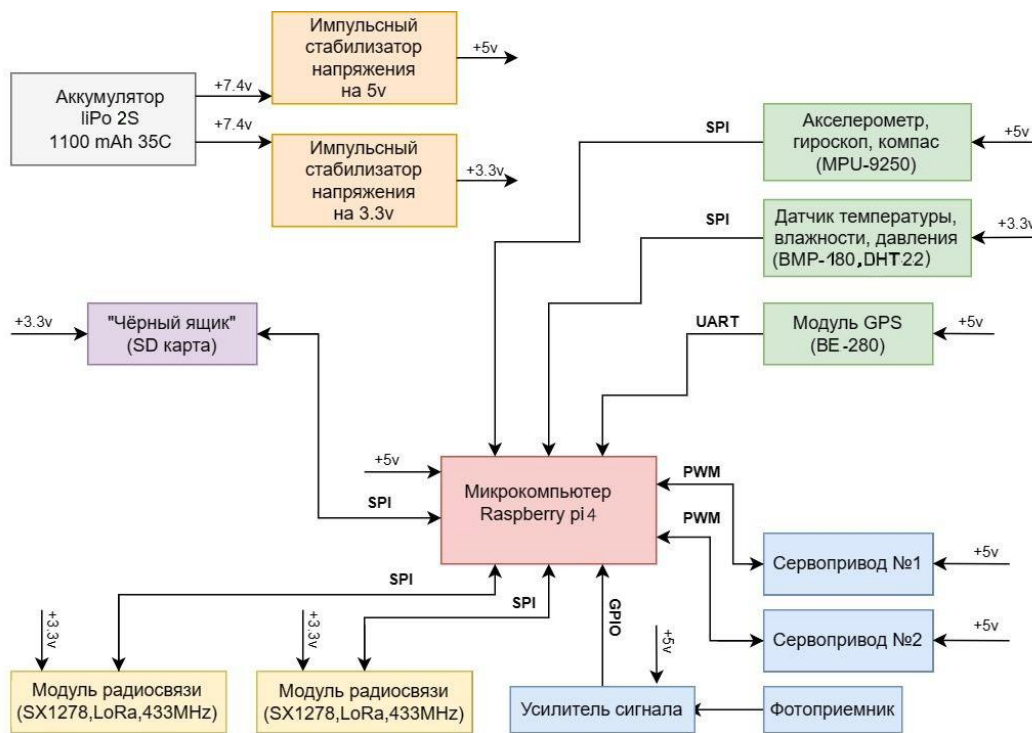 Аккумулятор
liPo 2S
1100 mAh 35C
+7.4v
+7.4v
Импульсный
стабилизатор
напряжения
на 5v
+5v
Импульсный
стабилизатор
напряжения
на 3.3v
+3.3v
SPI
Акселерометр,
гироскоп, компас
(MPU-9250)
+5v
SPI
Датчик температуры,
влажности, давления
(BMP-180,DHT22)
+3.3v
UART
Модуль GPS
(BE-280)
+5v
+3.3v
"Чёрный ящик"
(SD карта)
SPI
+5v
Микрокомпьютер
Raspberry pi 4
PWM
PWM
Сервопривод №1
+5v
Сервопривод №2
+5v
SPI
SPI
GPIO
+3.3v
+3.3v
+5v
Модуль радиосвязи
(SX1278,LoRa,433MHz)
Модуль радиосвязи
(SX1278,LoRa,433MHz)
Усилитель сигнала
Фотоприемник